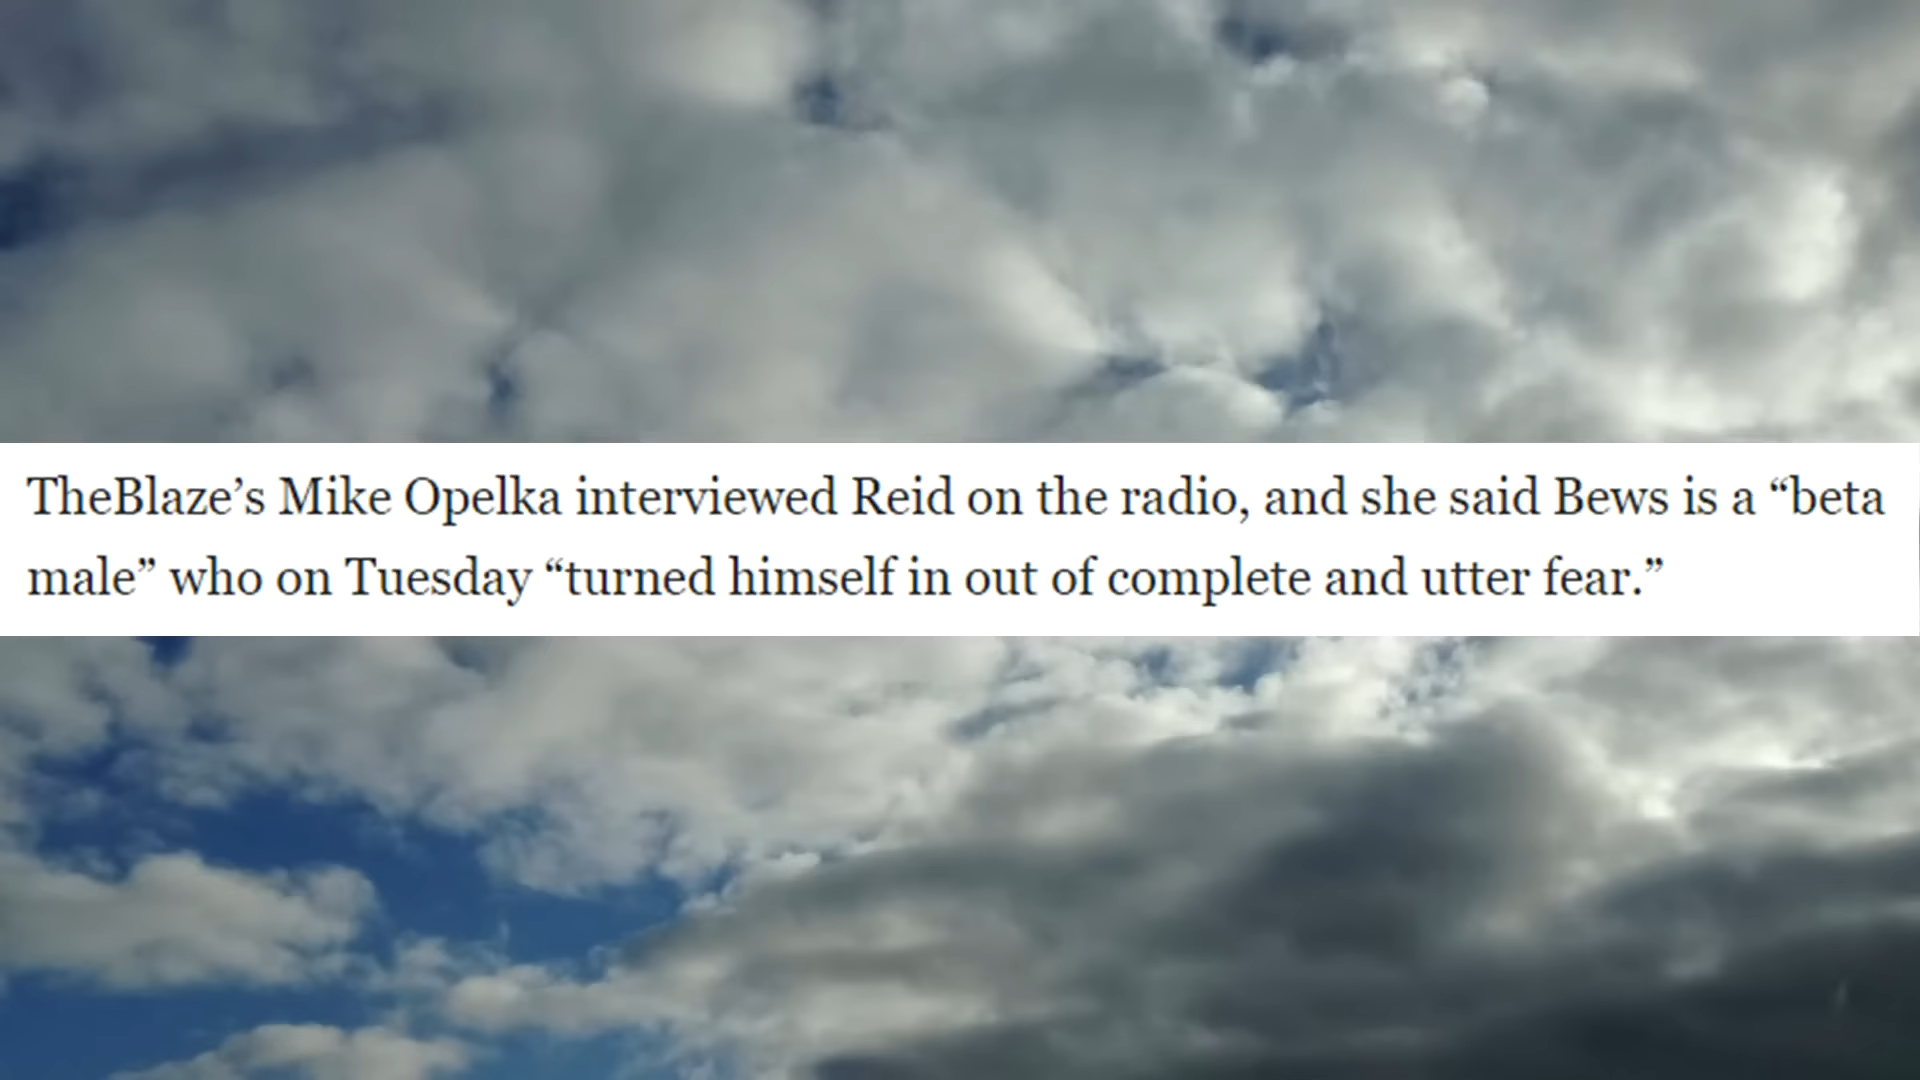 TheBlaze’s Mike Opelka interviewed Reid on the radio, and she said Bews is a “beta
male” who on Tuesday “turned himself in out of complete and utter fear.”